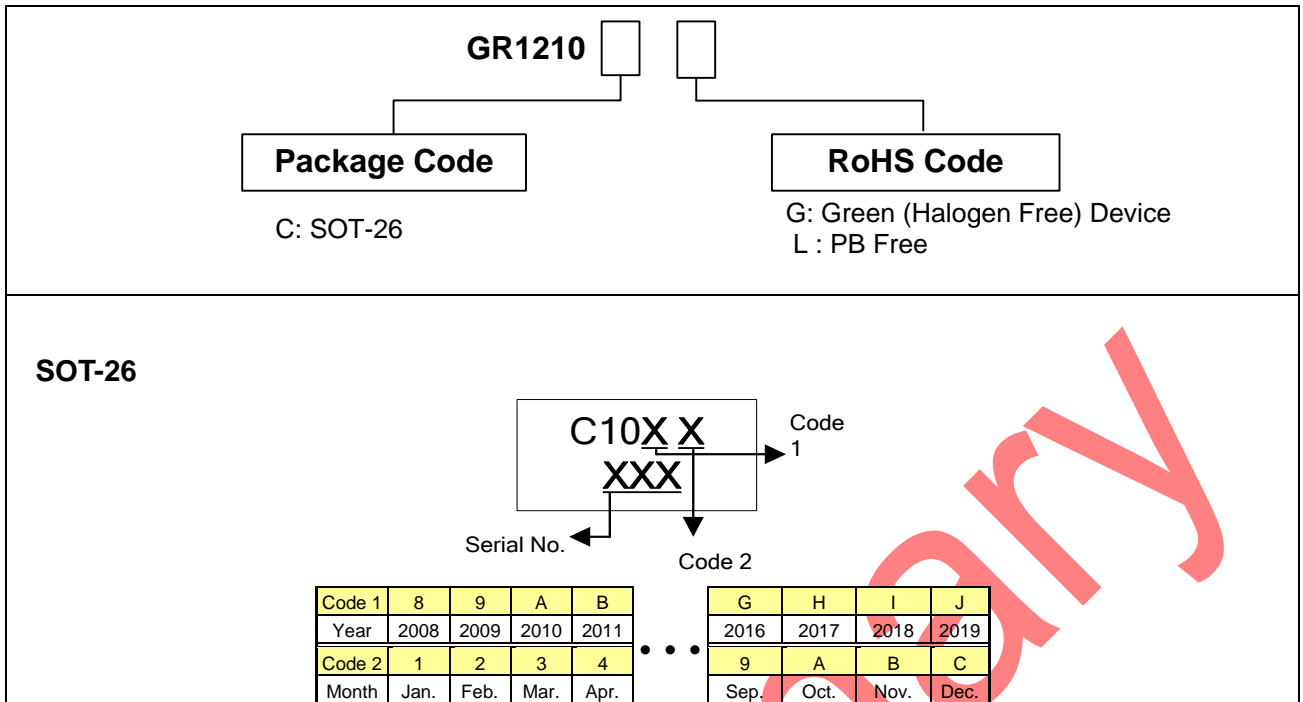 GR1210
Package Code
RoHS Code
C: SOT-26
G: Green (Halogen Free) Device
L : PB Free
SOT-26
C10X X
XXX
Code
1
Serial No.
Code 2
Code 1 8 9 A B G H I J
Year 2008 2009 2010 2011 • • • 2016 2017 2018 2019
Code 2 1 2 3 4 9 A B C
Month Jan. Feb. Mar. Apr. Sep. Oct. Nov. Dec.